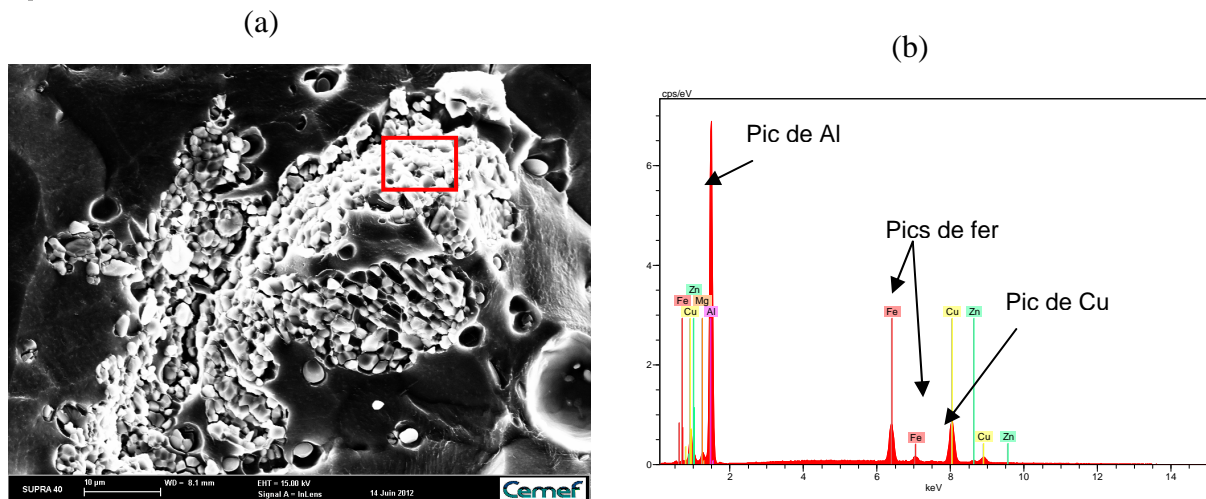 (a)
SUPRA 40
10 µm
WD = 8.1 mm
EHT = 15.00 kV
Signal A = InLens
14 Juin 2012
Cemef
(b)
cps/eV
Pic de Al
Pics de fer
Pic de Cu
Zn
Fe
Mg
Cu
Al
Fe
Cu
Zn
Fe
Cu
Zn
6
4
2
0
2
4
6
8
10
12
14
keV